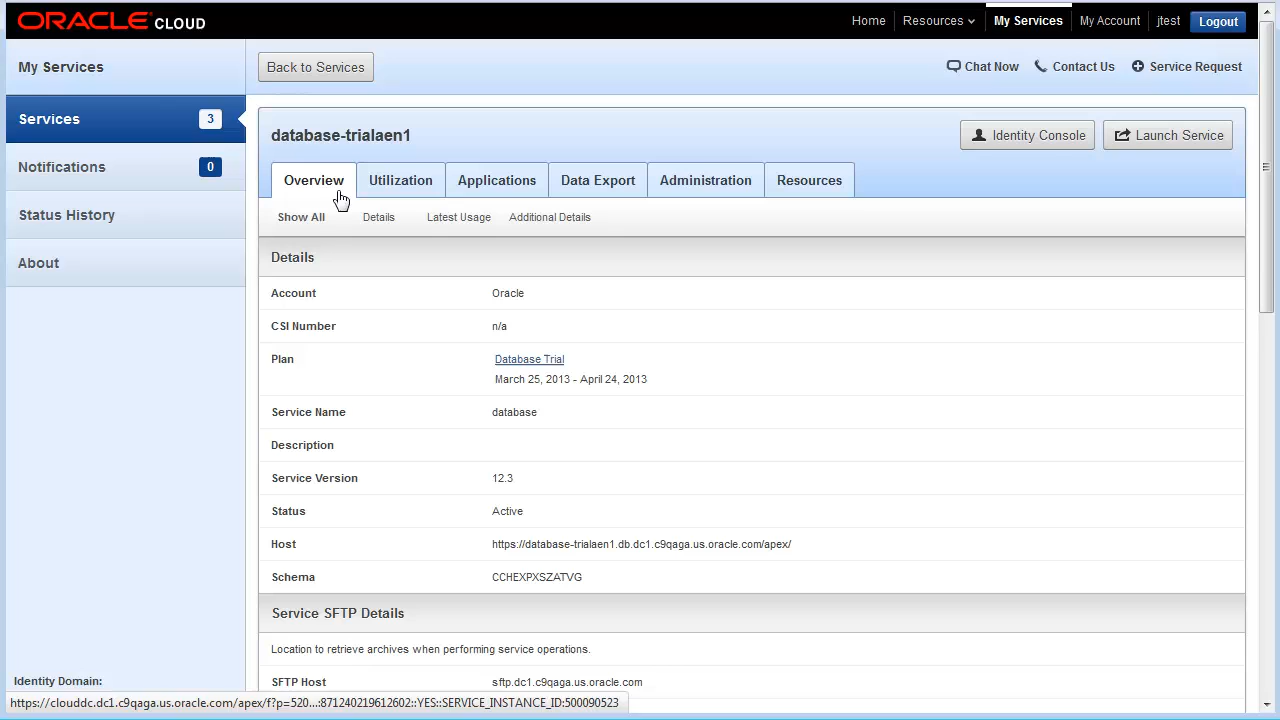 ORACLE CLOUD
Home Resources My Services My Account jtest Logout
My Services
Services 3
Notifications 0
Status History
About
Identity Domain:
Back to Services
Chat Now Contact Us Service Request
database-trialaen1
Identity Console Launch Service
Overview Utilization Applications Data Export Administration Resources
Show All Details Latest Usage Additional Details
Details
Account Oracle
CSI Number n/a
Plan Database Trial
March 25, 2013 - April 24, 2013
Service Name database
Description
Service Version 12.3
Status Active
Host https://database-trialaen1.db.dc1.c9qaga.us.oracle.com/apex/
Schema CCHEXPXSZATVG
Service SFTP Details
Location to retrieve archives when performing service operations.
SFTP Host sftp.dc1.c9qaga.us.oracle.com
https://clouddc.dc1.c9qaga.us.oracle.com/apex/f?p=520...:871240219612602::YES::SERVICE_INSTANCE_ID:500090523